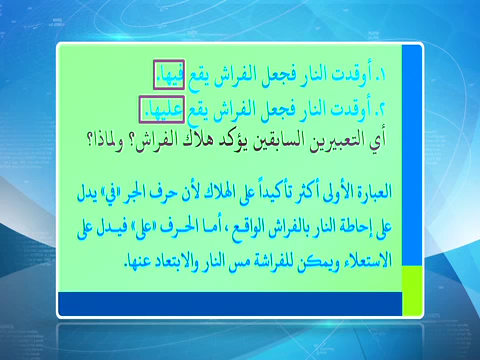 ١. أوقدت النار فجعل الفراش يقع فيها.
٢. أوقدت النار فجعل الفراش يقع عليها.
أي التعبيرين السابقين يؤكد هلاك الفراش؟ ولماذا؟
العبارة الأولى أكثر تأكيداً على الهلاك لأن حرف الجر «في» يدل
على إحاطة النار بالفراش الواقع، أما الحرف «على» فيدل على
الاستعلاء ويمكن للفراشة مس النار والابتعاد عنها.